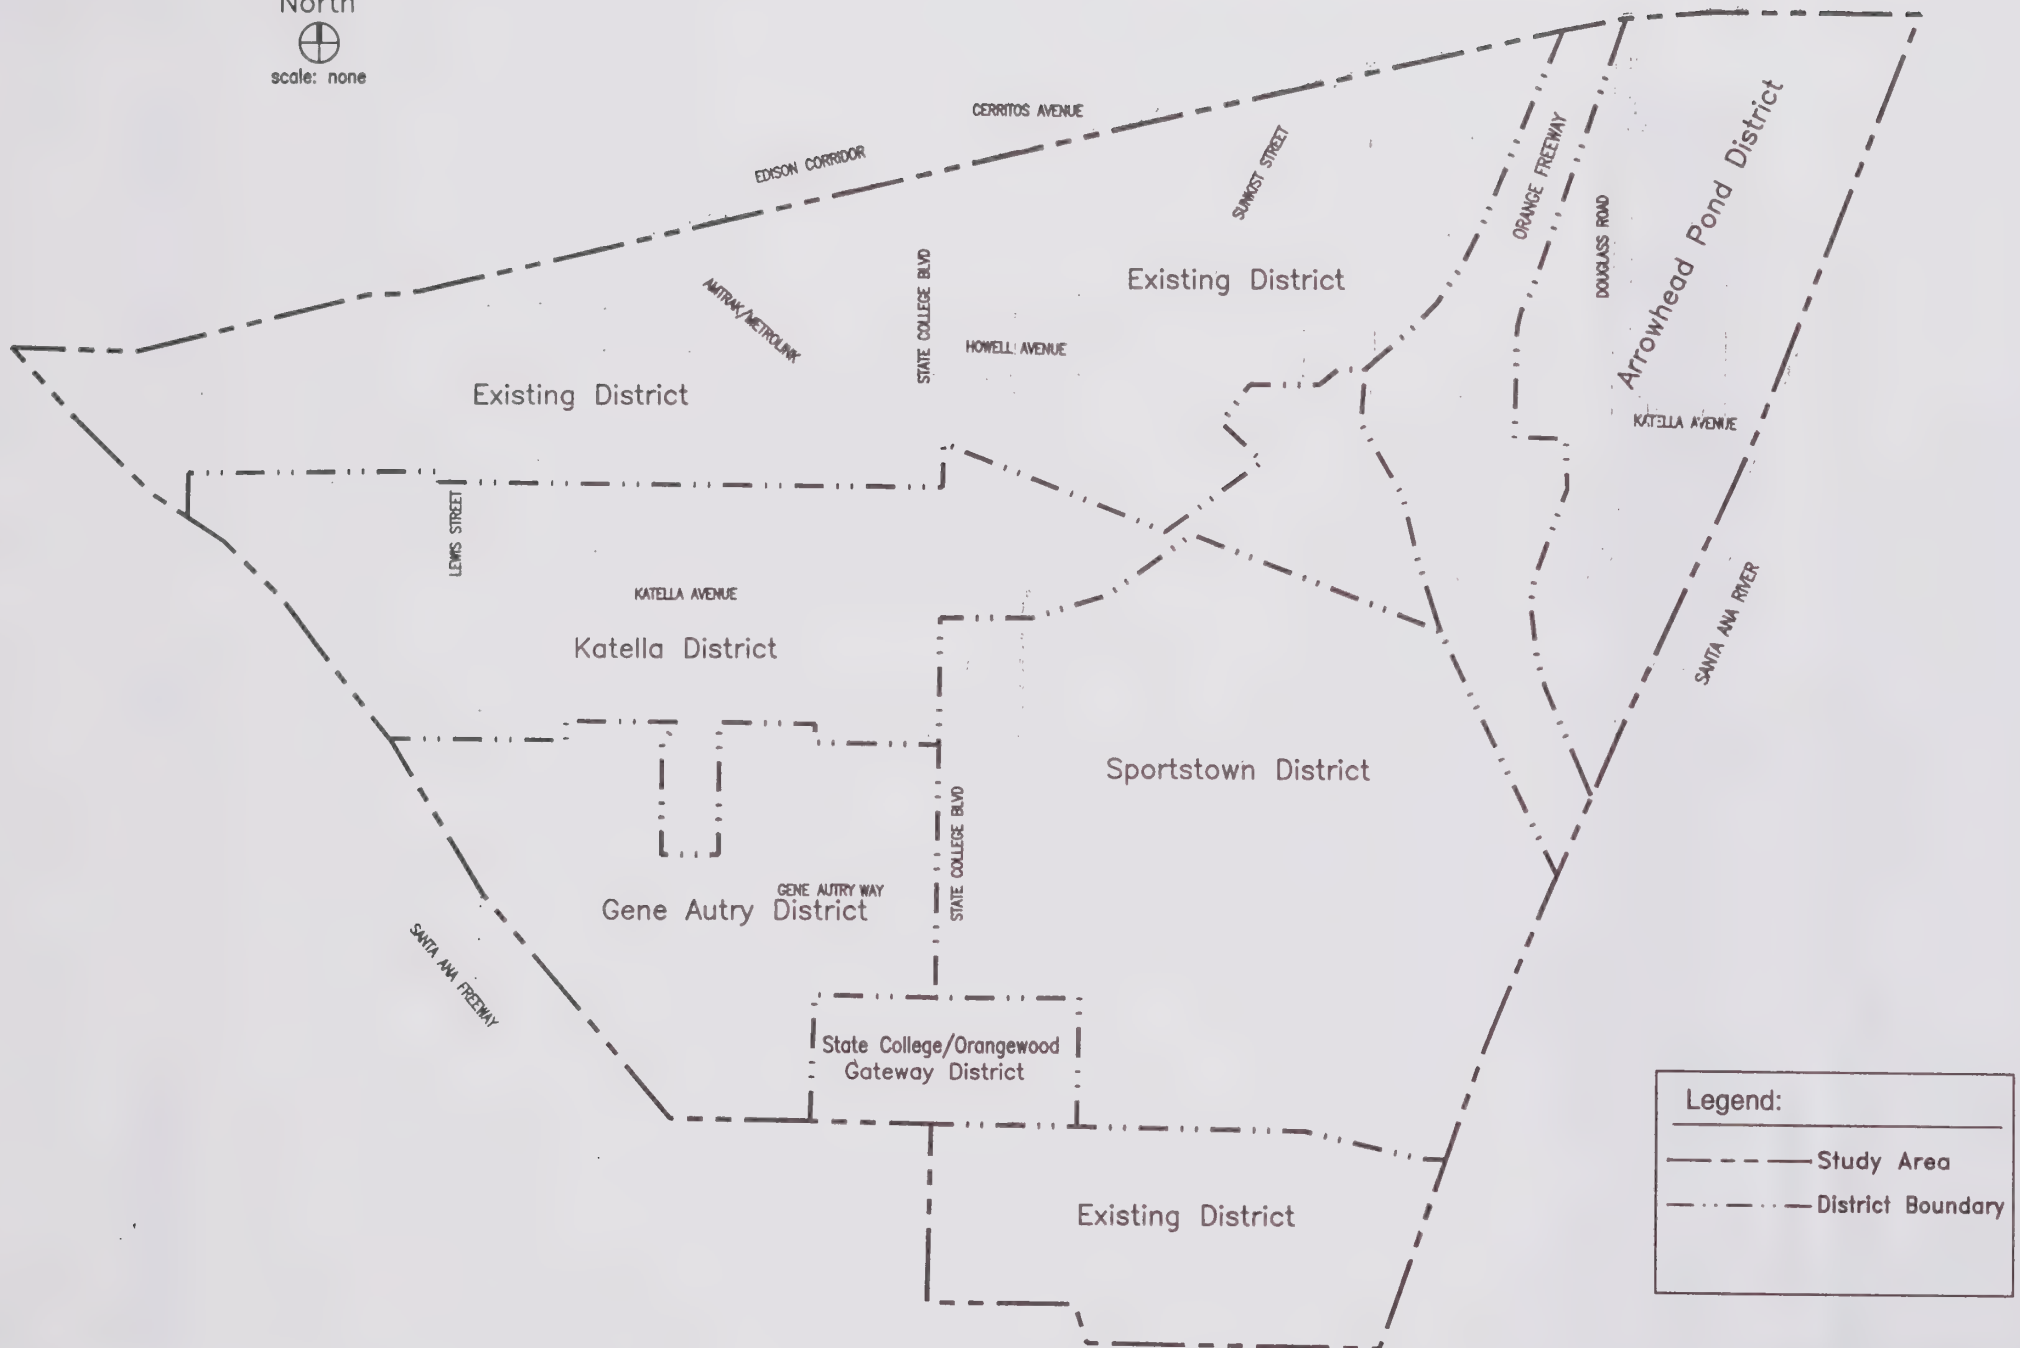 North
scale: none
CERRITOS AVENUE
EDISON CORRIDOR
SUNKIST STREET
ORANGE FREEWAY
DOUGLASS ROAD
Arrowhead Pond District
AMTRAK/METROLINK
STATE COLLEGE BLVD
Existing District
HOWELL AVENUE
Existing District
KATELLA AVENUE
LEWIS STREET
KATELLA AVENUE
Katella District
SANTA ANA RIVER
Sportstown District
STATE COLLEGE BLVD
GENE AUTRY WAY
Gene Autry District
SANTA ANA FREEWAY
State College/Orangewood
Gateway District
Existing District
Legend:
Study Area
District Boundary